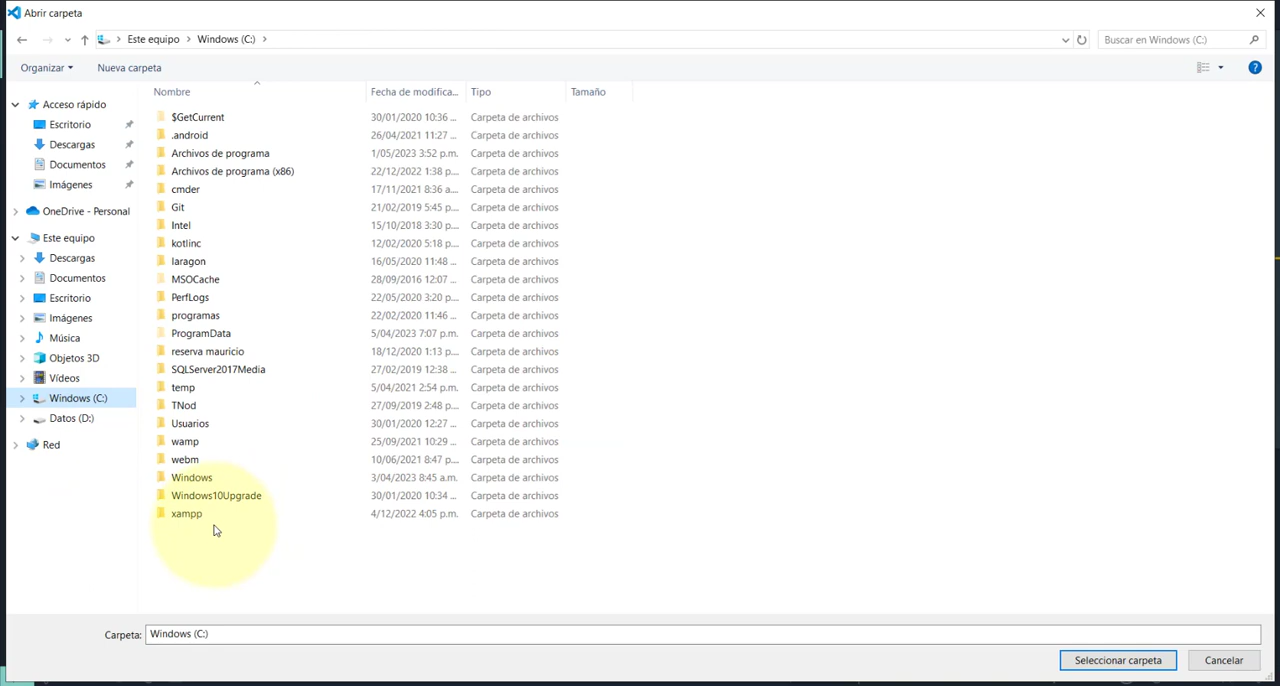 Abrir carpeta
Este equipo Windows (C:)
Buscar en Windows (C:)
Organizar Nueva carpeta
Nombre Fecha de modifica... Tipo Tamaño
Acceso rápido
Escritorio
Descargas
Documentos
Imágenes
OneDrive - Personal
Este equipo
Descargas
Documentos
Escritorio
Imágenes
Música
Objetos 3D
Vídeos
Windows (C:)
Datos (D:)
Red
$GetCurrent 30/01/2020 10:36 ... Carpeta de archivos
.android 26/04/2021 11:27 ... Carpeta de archivos
Archivos de programa 1/05/2023 3:52 p.m. Carpeta de archivos
Archivos de programa (x86) 22/12/2022 1:38 p... Carpeta de archivos
cmder 17/11/2021 8:36 a.... Carpeta de archivos
Git 21/02/2019 5:45 p... Carpeta de archivos
Intel 15/10/2018 3:30 p... Carpeta de archivos
kotlinc 12/02/2020 5:18 p... Carpeta de archivos
laragon 16/05/2020 11:48 ... Carpeta de archivos
MSOCache 28/09/2016 12:07 ... Carpeta de archivos
PerfLogs 22/05/2020 3:20 p... Carpeta de archivos
programas 22/02/2020 11:46 ... Carpeta de archivos
ProgramData 5/04/2023 7:07 p.m. Carpeta de archivos
reserva mauricio 18/12/2020 1:13 p... Carpeta de archivos
SQLServer2017Media 27/02/2019 12:38 ... Carpeta de archivos
temp 5/04/2021 2:54 p.m. Carpeta de archivos
TNod 27/09/2019 2:48 p... Carpeta de archivos
Usuarios 30/01/2020 12:27 ... Carpeta de archivos
wamp 25/09/2021 10:29 ... Carpeta de archivos
webm 10/06/2021 8:47 p... Carpeta de archivos
Windows 3/04/2023 8:45 a.m. Carpeta de archivos
Windows10Upgrade 30/01/2020 10:34 ... Carpeta de archivos
xampp 4/12/2022 4:05 p.m. Carpeta de archivos
Carpeta: Windows (C:)
Seleccionar carpeta Cancelar